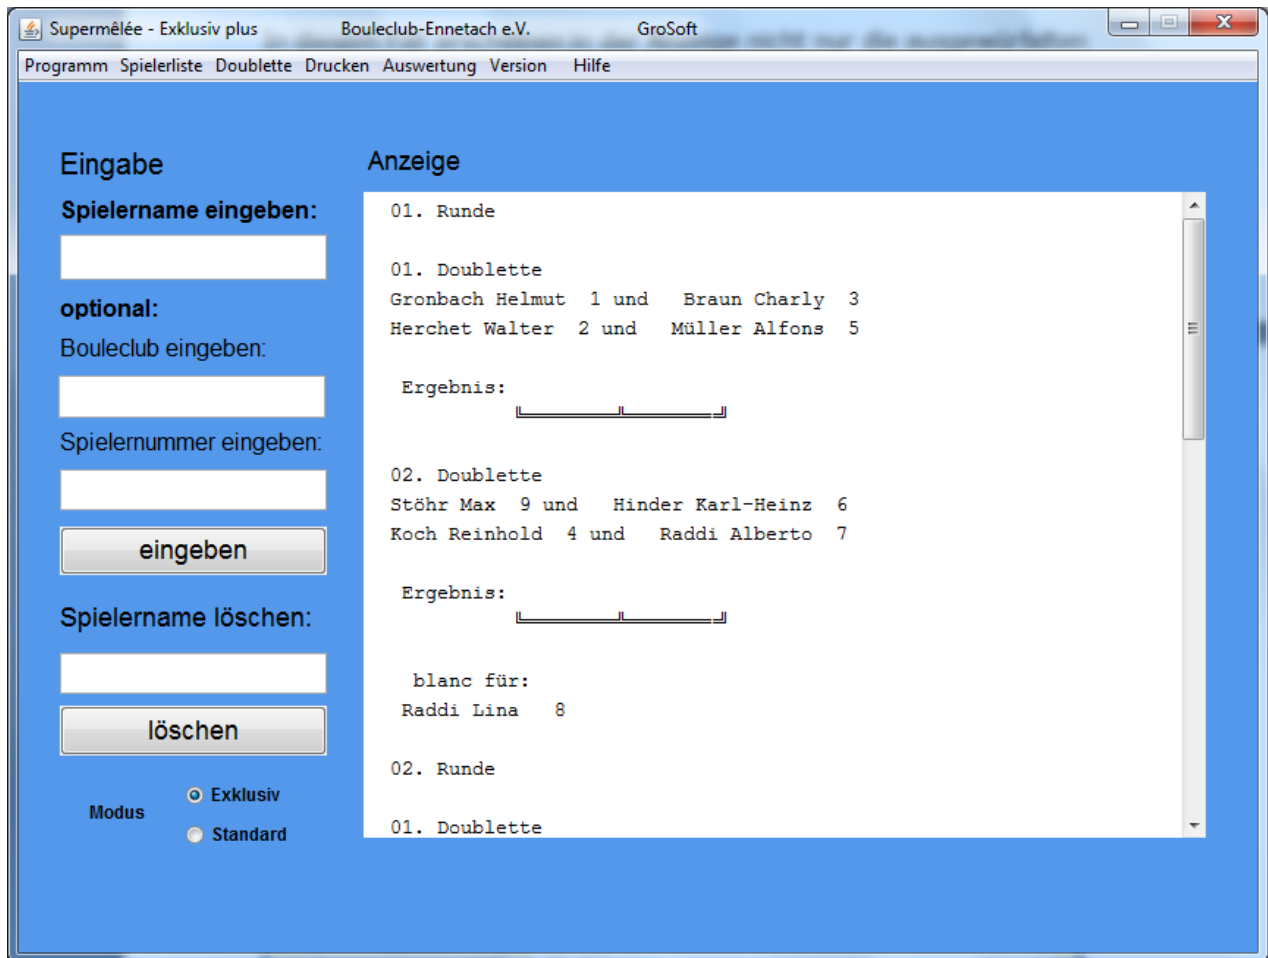 Supermêlée - Exklusiv plus Bouleclub-Ennetach e.V. GroSoft
Programm Spielerliste Doublette Drucken Auswertung Version Hilfe
Eingabe
Spielername eingeben:
optional:
Bouleclub eingeben:
Spielernummer eingeben:
eingeben
Spielername löschen:
löschen
Modus
Exklusiv
Standard
Anzeige
01. Runde
01. Doublette
Gronbach Helmut 1 und Braun Charly 3
Herchet Walter 2 und Müller Alfons 5
Ergebnis:
02. Doublette
Stöhr Max 9 und Hinder Karl-Heinz 6
Koch Reinhold 4 und Raddi Alberto 7
Ergebnis:
blanc für:
Raddi Lina 8
02. Runde
01. Doublette